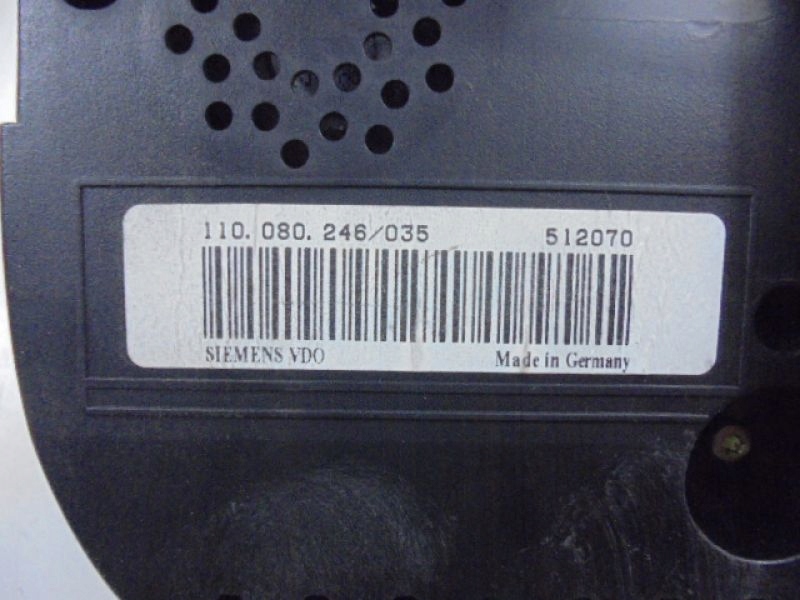 110. 080. 246/035 512070
SIEMENS VDO Made in Germany